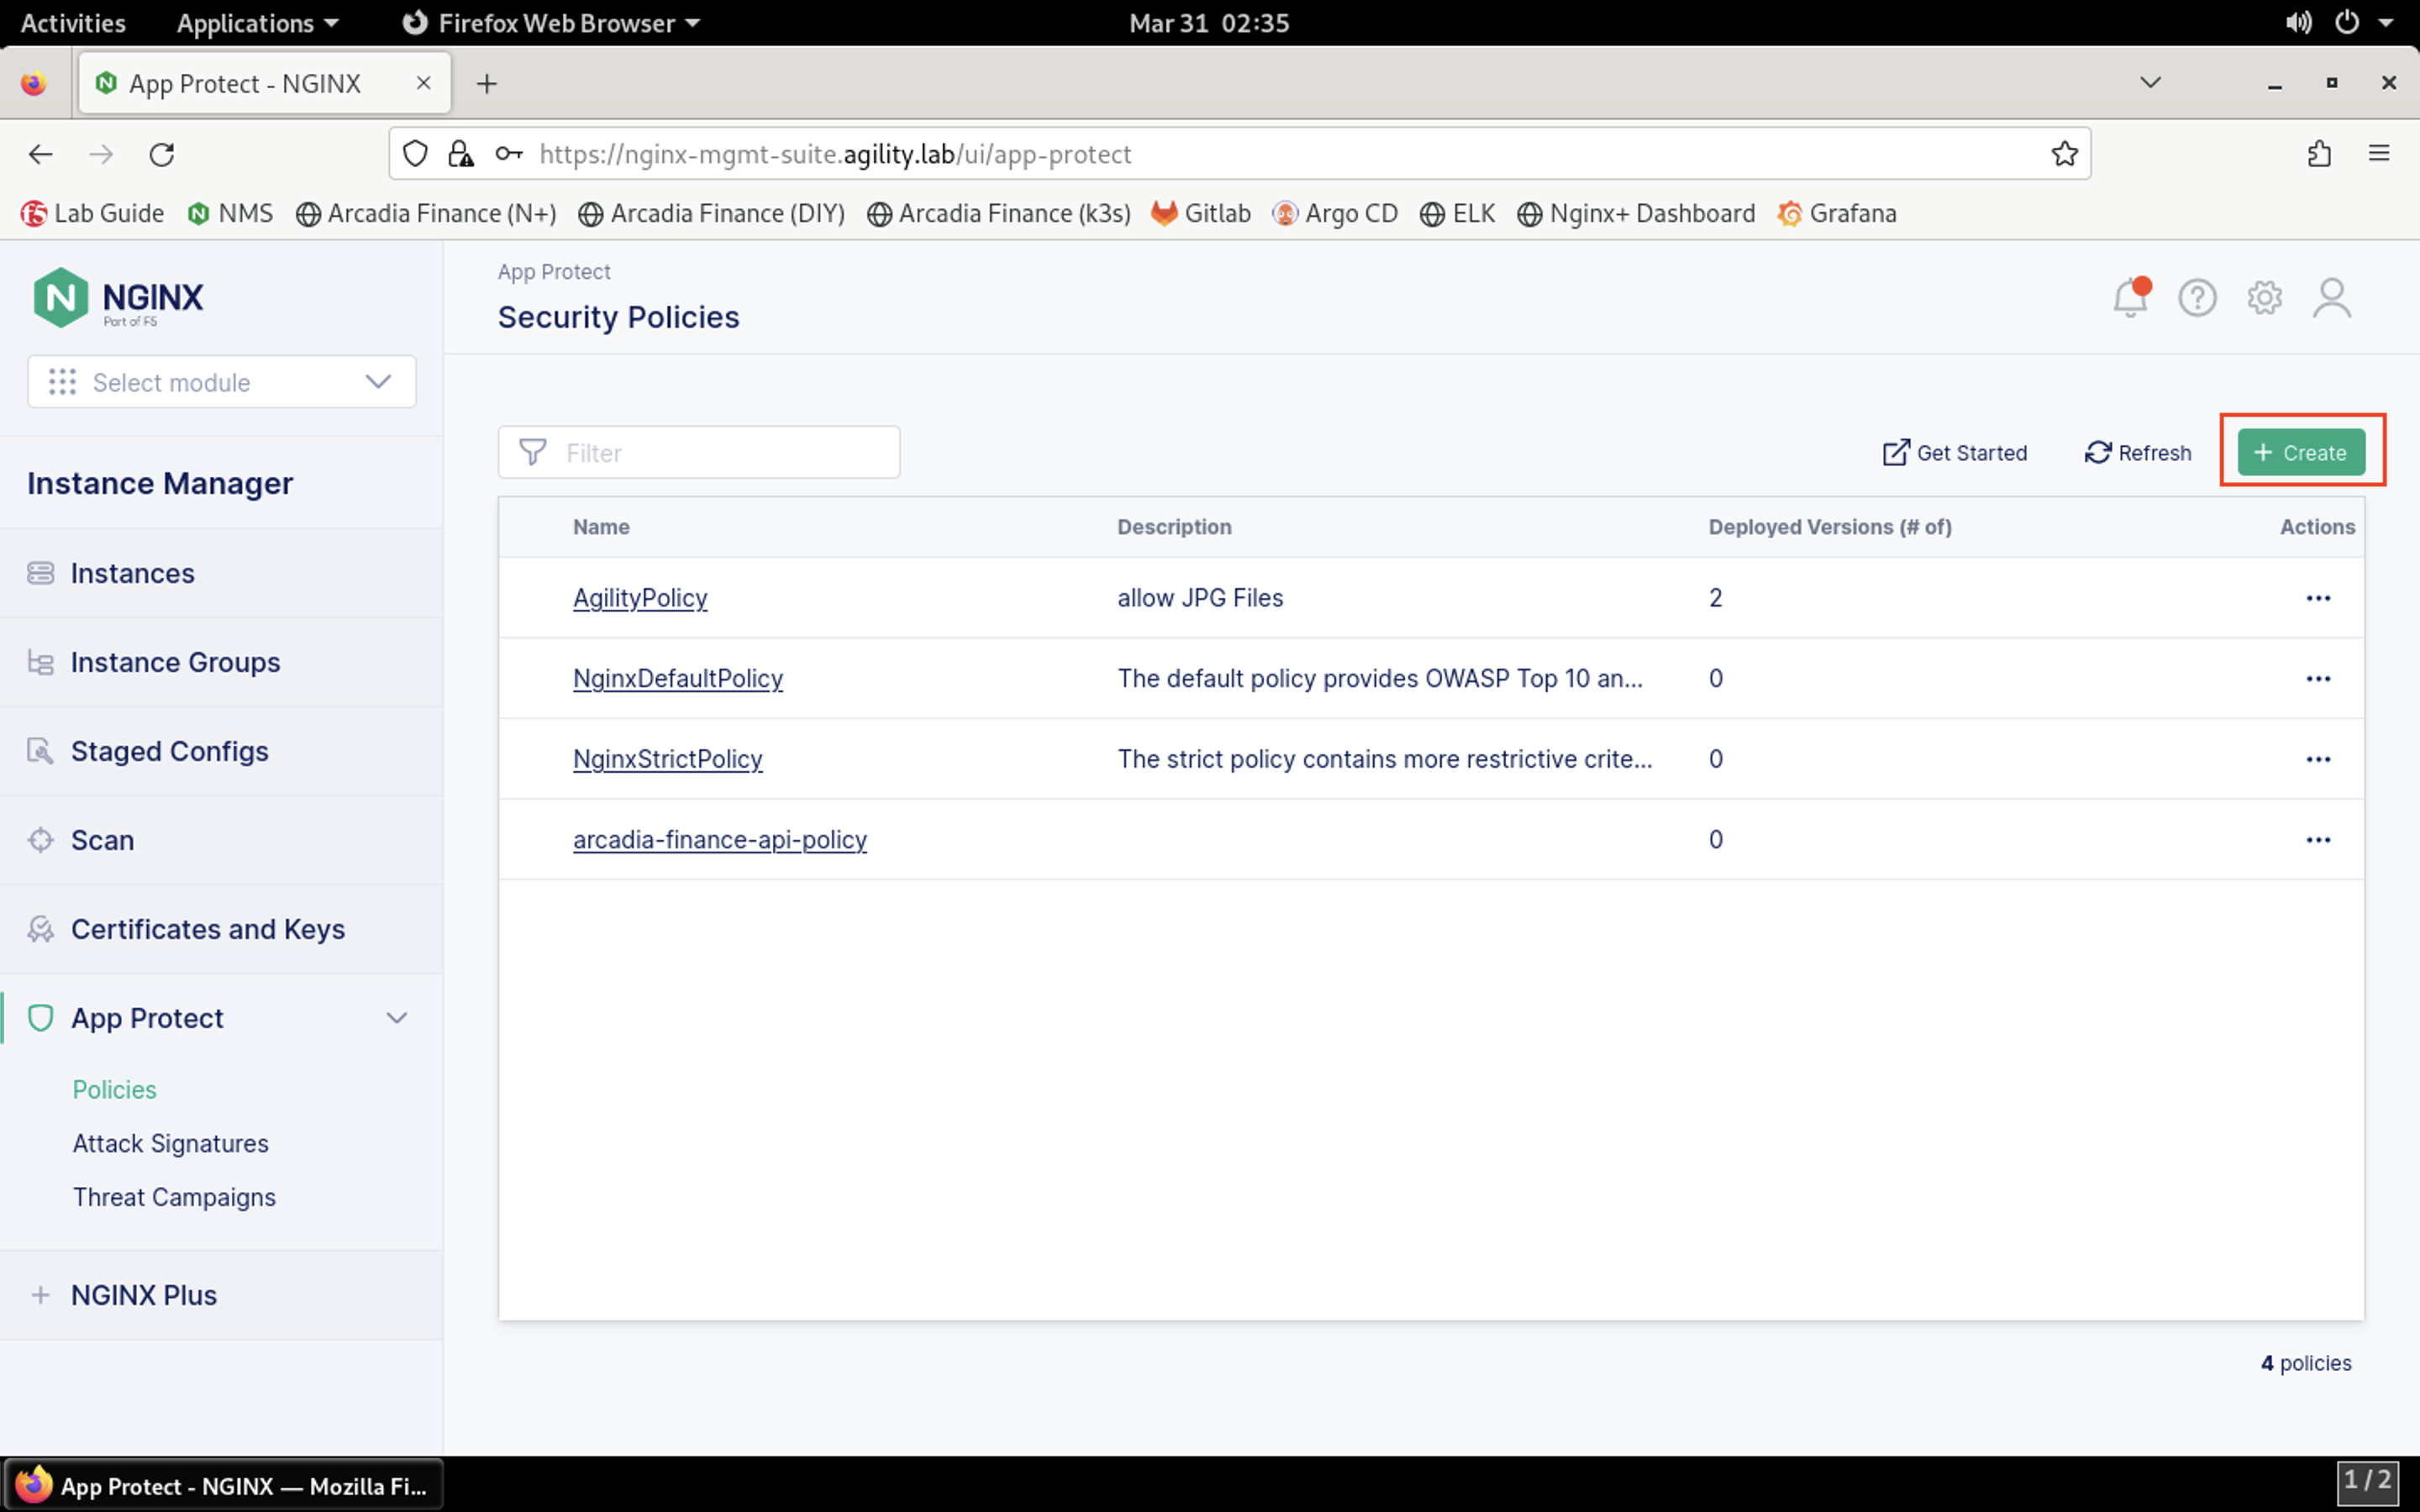 Activities Applications Firefox Web Browser Mar 31 02:35
App Protect - NGINX
https://nginx-mgmt-suite.agility.lab/ui/app-protect
Lab Guide NMS Arcadia Finance (N+) Arcadia Finance (DIY) Arcadia Finance (k3s) Gitlab Argo CD ELK Nginx+ Dashboard Grafana
NGINX
Part of F5
Select module
Instance Manager
Instances
Instance Groups
Staged Configs
Scan
Certificates and Keys
App Protect
Policies
Attack Signatures
Threat Campaigns
NGINX Plus
App Protect
Security Policies
Filter Get Started Refresh + Create
Name Description Deployed Versions (# of) Actions
AgilityPolicy allow JPG Files 2 ...
NginxDefaultPolicy The default policy provides OWASP Top 10 an... 0 ...
NginxStrictPolicy The strict policy contains more restrictive crite... 0 ...
arcadia-finance-api-policy 0 ...
4 policies
App Protect - NGINX — Mozilla Fi... 1 / 2